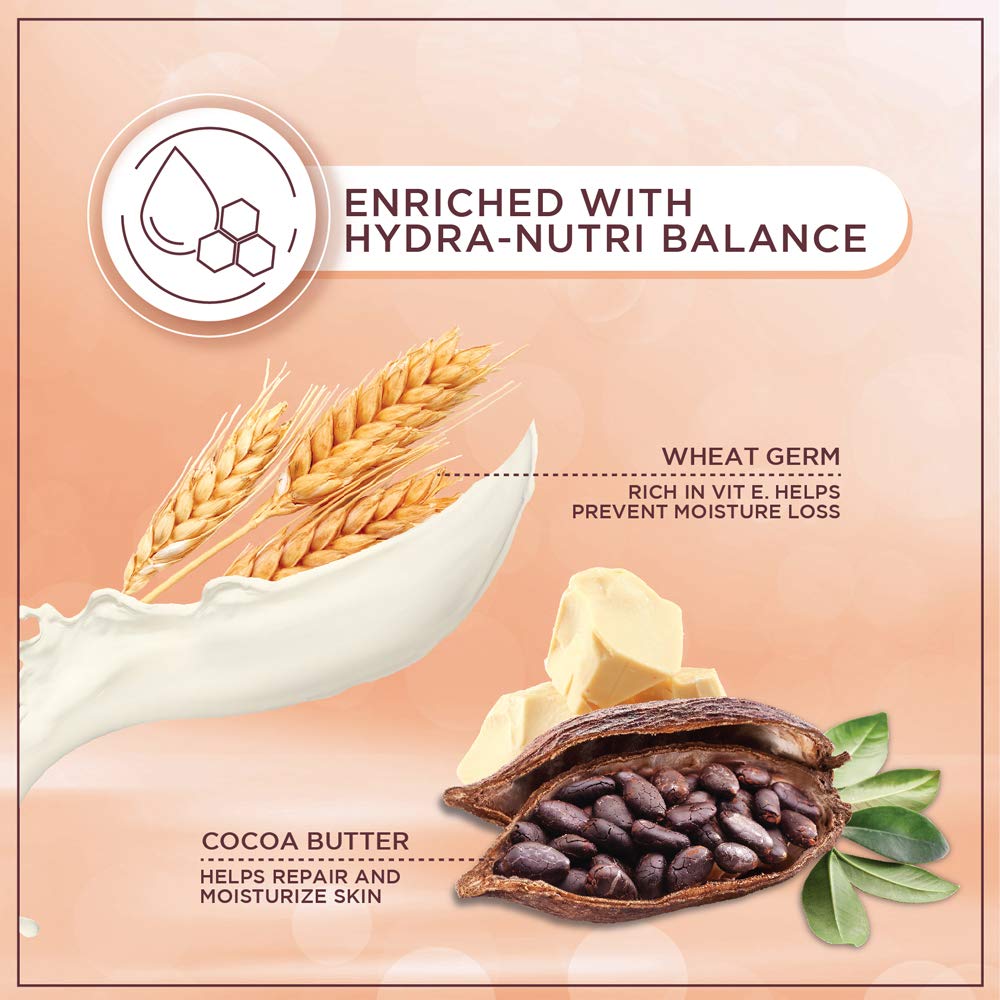 ENRICHED WITH
HYDRA-NUTRI BALANCE
WHEAT GERM
RICH IN VIT E. HELPS
PREVENT MOISTURE LOSS
COCOA BUTTER
HELPS REPAIR AND
MOISTURIZE SKIN